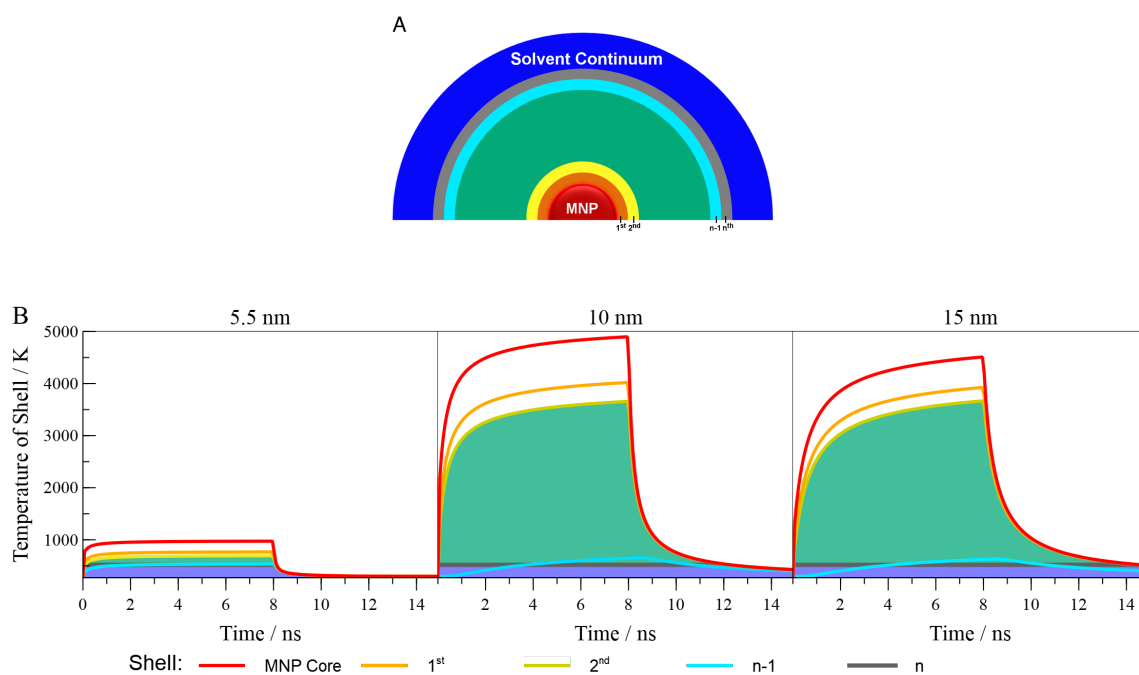 A
Solvent Continuum
MNP
1st 2nd n-1 nth
B
5.5 nm 10 nm 15 nm
5000
4000
3000
2000
1000
Temperature of Shell / K
0 2 4 6 8 10 12 14 2 4 6 8 10 12 14 2 4 6 8 10 12 14
Time / ns Time / ns Time / ns
Shell: MNP Core 1st 2nd n-1 n